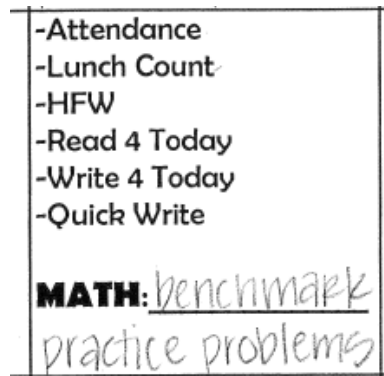 -Attendance
-Lunch Count
-HFW
-Read 4 Today
-Write 4 Today
-Quick Write
MATH: benchmark
practice problems